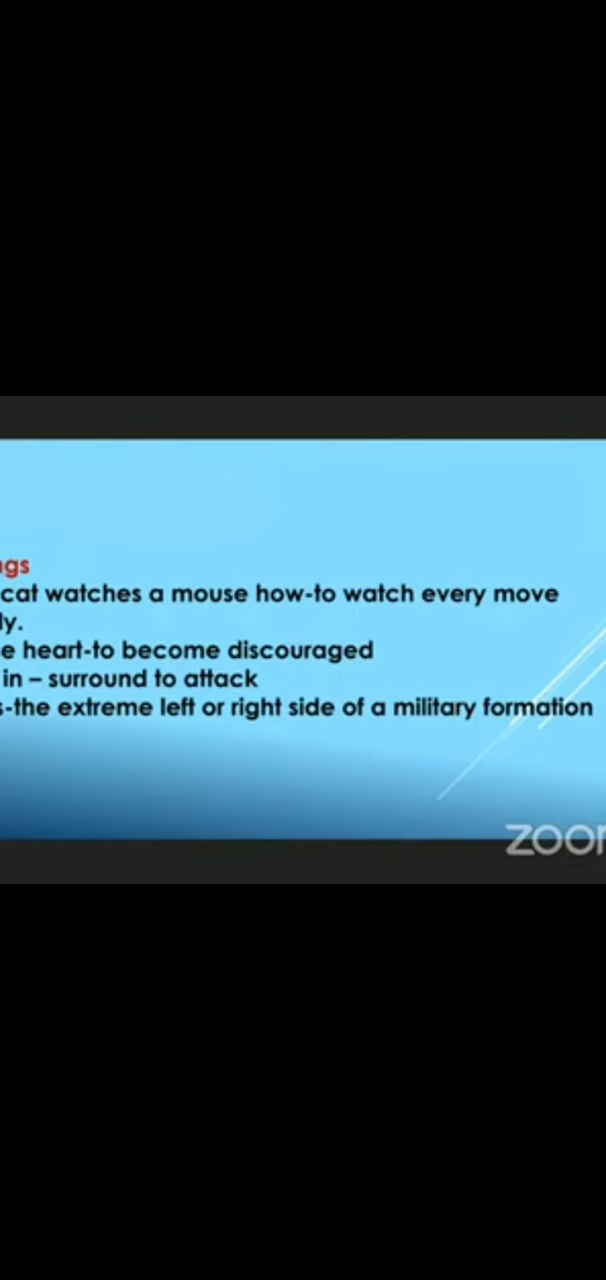 ngs
cat watches a mouse how-to watch every move
ly.
e heart-to become discouraged
in – surround to attack
s-the extreme left or right side of a military formation
zoor